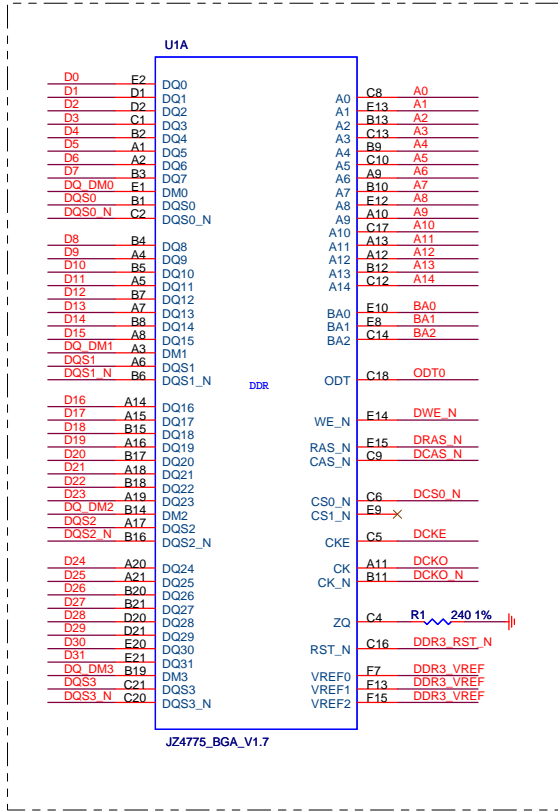 U1A
D0 E2 DQ0
D1 D1 DQ1
D2 D2 DQ2
D3 C1 DQ3
D4 B2 DQ4
D5 A1 DQ5
D6 A2 DQ6
D7 B3 DQ7
DQ_DM0 E1 DM0
DQS0 B1 DQS0
DQS0_N C2 DQS0_N
D8 B4 DQ8
D9 A4 DQ9
D10 B5 DQ10
D11 A5 DQ11
D12 B7 DQ12
D13 A7 DQ13
D14 B8 DQ14
D15 A8 DQ15
DQ_DM1 A3 DM1
DQS1 A6 DQS1
DQS1_N B6 DQS1_N
D16 A14 DQ16
D17 A15 DQ17
D18 B15 DQ18
D19 A16 DQ19
D20 B17 DQ20
D21 A18 DQ21
D22 B18 DQ22
D23 A19 DQ23
DQ_DM2 B14 DM2
DQS2 A17 DQS2
DQS2_N B16 DQS2_N
D24 A20 DQ24
D25 A21 DQ25
D26 B20 DQ26
D27 B21 DQ27
D28 D20 DQ28
D29 D21 DQ29
D30 E20 DQ30
D31 E21 DQ31
DQ_DM3 B19 DM3
DQS3 C21 DQS3
DQS3_N C20 DQS3_N
DDR
A0 C8 A0
A1 E13 A1
A2 B13 A2
A3 C13 A3
A4 B9 A4
A5 C10 A5
A6 A9 A6
A7 B10 A7
A8 E12 A8
A9 A10 A9
A10 C17 A10
A11 A13 A11
A12 A12 A12
A13 B12 A13
A14 C12 A14
BA0 E10 BA0
BA1 E8 BA1
BA2 C14 BA2
ODT C18 ODT0
WE_N E14 DWE_N
RAS_N E15 DRAS_N
CAS_N C9 DCAS_N
CS0_N C6 DCS0_N
CS1_N E9
CKE C5 DCKE
CK A11 DCKO
CK_N B11 DCKO_N
ZQ C4 R1 240 1%
RST_N C16 DDR3_RST_N
VREF0 F7 DDR3_VREF
VREF1 F13 DDR3_VREF
VREF2 F15 DDR3_VREF
JZ4775_BGA_V1.7